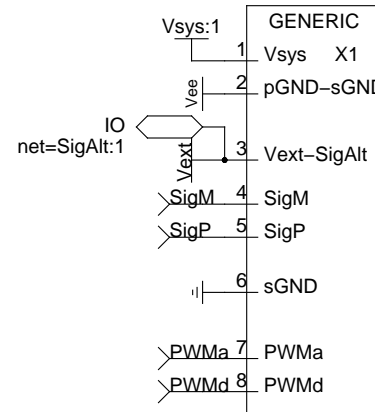 Vsys:1
GENERIC
1 Vsys X1
Vee 2 pGND-sGND
IO
net=SigAlt:1
Vext 3 Vext-SigAlt
SigM 4 SigM
SigP 5 SigP
6 sGND
PWMa 7 PWMa
PWMd 8 PWMd